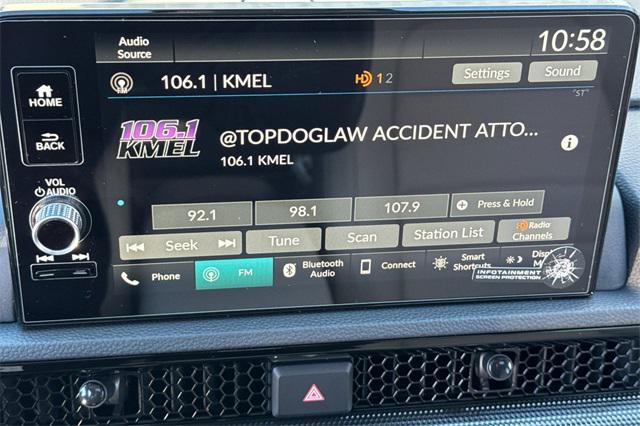 Audio
Source
10:58
106.1 | KMEL
HD 1 2
Settings
Sound
"ST"
FM
HOME
BACK
VOL
AUDIO
106.1
KMEL
@TOPDOGLAW ACCIDENT ATTO...
106.1 KMEL
i
92.1
98.1
107.9
Press & Hold
Seek
Tune
Scan
Station List
HD Radio
Channels
Phone
FM
Bluetooth
Audio
Connect
Smart
Shortcuts
INFOTAINMENT
SCREEN PROTECTION